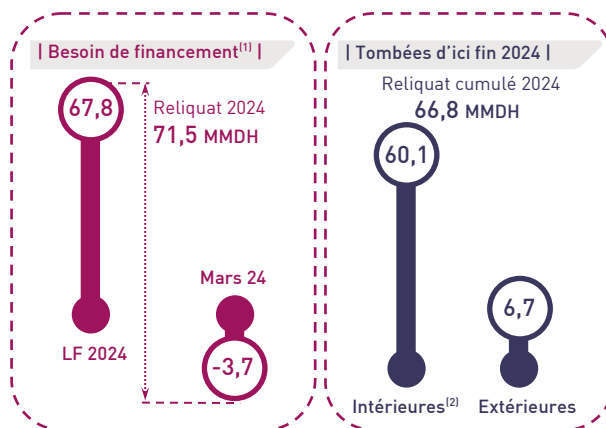 | Besoin de financement(1) |
67,8
Reliquat 2024
71,5 MMDH
Mars 24
LF 2024
-3,7
| Tombées d'ici fin 2024 |
Reliquat cumulé 2024
66,8 MMDH
60,1
6,7
Intérieures(2) Extérieures